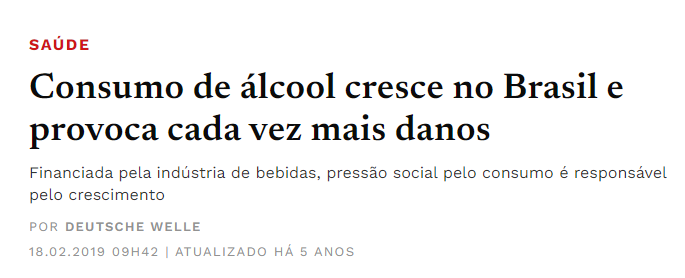 SAÚDE
Consumo de álcool cresce no Brasil e
provoca cada vez mais danos
Financiada pela indústria de bebidas, pressão social pelo consumo é responsável
pelo crescimento
POR DEUTSCHE WELLE
18.02.2019 09H42 | ATUALIZADO HÁ 5 ANOS